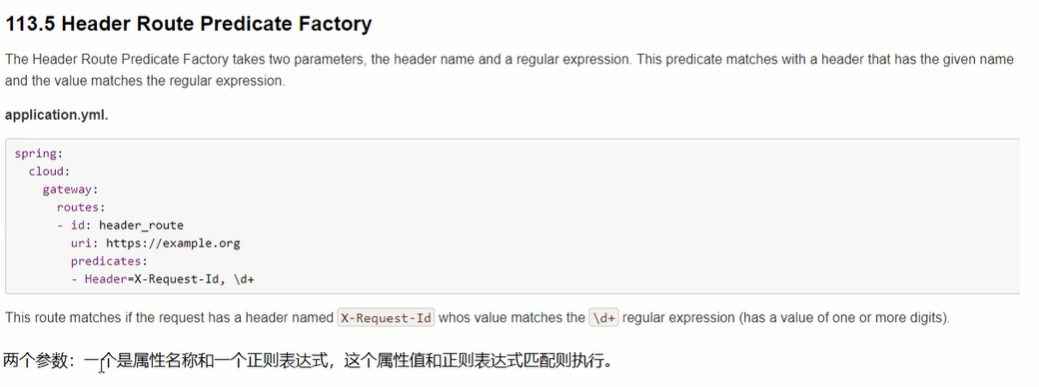 113.5 Header Route Predicate Factory
The Header Route Predicate Factory takes two parameters, the header name and a regular expression. This predicate matches with a header that has the given name
and the value matches the regular expression.
application.yml.
spring:
  cloud:
    gateway:
      routes:
      - id: header_route
        uri: https://example.org
        predicates:
        - Header=X-Request-Id, \d+
This route matches if the request has a header named X-Request-Id whos value matches the \d+ regular expression (has a value of one or more digits).
两个参数：一个是属性名称和一个正则表达式，这个属性值和正则表达式匹配则执行。